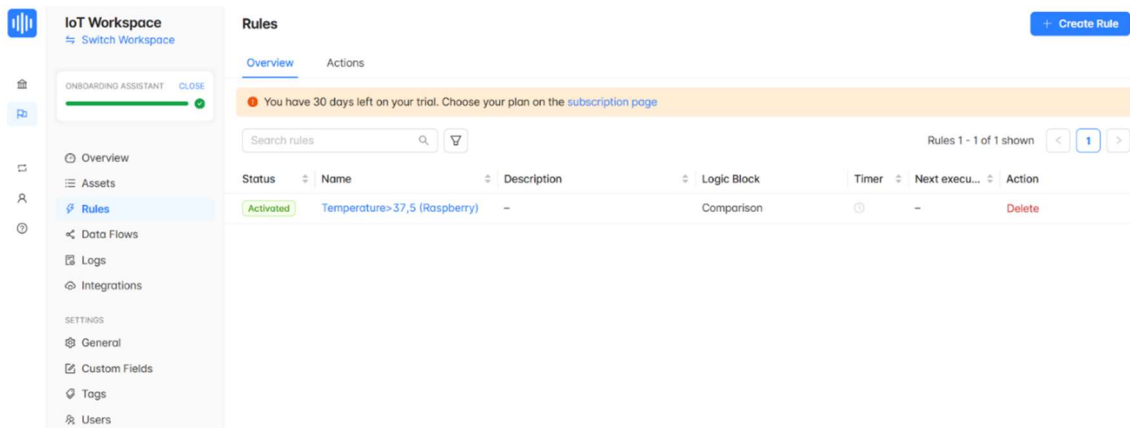 IoT Workspace
Switch Workspace
ONBOARDING ASSISTANT CLOSE
Overview
Assets
Rules
Data Flows
Logs
Integrations
SETTINGS
General
Custom Fields
Tags
Users
Rules
+ Create Rule
Overview Actions
You have 30 days left on your trial. Choose your plan on the subscription page
Search rules
Rules 1 - 1 of 1 shown < 1 >
Status Name Description Logic Block Timer Next execu... Action
Activated Temperature>37,5 (Raspberry) – Comparison – Delete